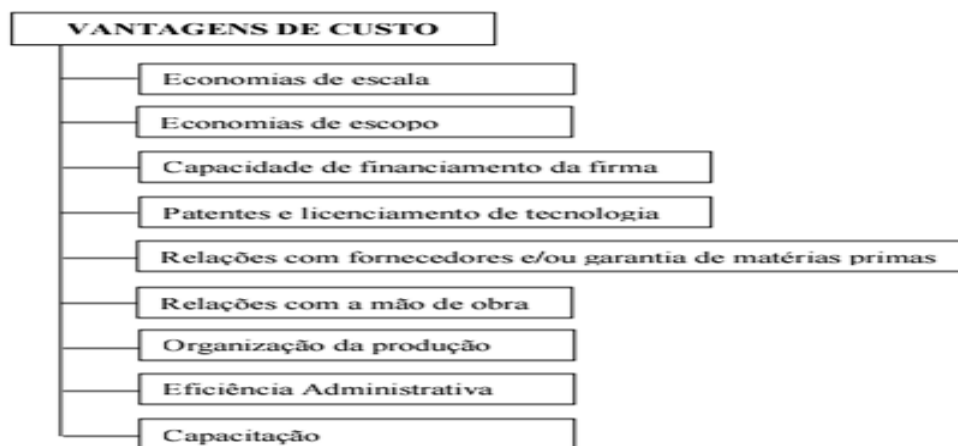 VANTAGENS DE CUSTO
Economias de escala
Economias de escopo
Capacidade de financiamento da firma
Patentes e licenciamento de tecnologia
Relações com fornecedores e/ou garantia de matérias primas
Relações com a mão de obra
Organização da produção
Eficiência Administrativa
Capacitação